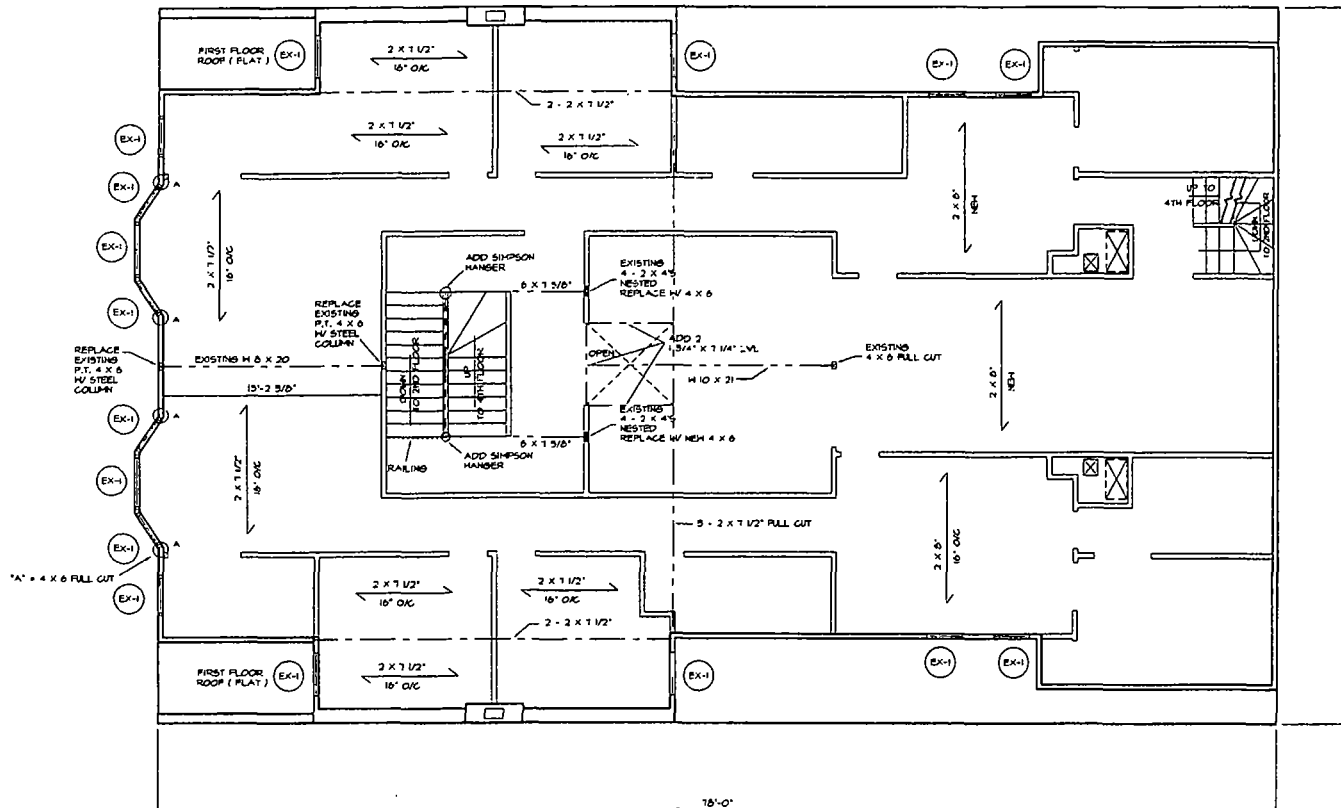 FIRST FLOOR
ROOF ( FLAT )
EX-1
2 X 7 1/2"
16" O/C
EX-1
EX-1
EX-1
2 - 2 X 7 1/2"
EX-1
2 X 7 1/2"
16" O/C
2 X 7 1/2"
16" O/C
2 X 8"
NEW
EX-1
A
UP TO
4TH FLOOR
DOWN
TO 2ND FLOOR
EX-1
2 X 7 1/2"
16" O/C
ADD SIMPSON
HANGER
EXISTING
4 - 2 X 4'S
NESTED
REPLACE W/ 4 X 6
6 X 7 5/8"
EX-1
A
REPLACE
EXISTING
P.T. 4 X 6
W/ STEEL
COLUMN
REPLACE
EXISTING
P.T. 4 X 6
W/ STEEL
COLUMN
EXISTING W 8 X 20
13'-2 5/8"
DOWN
TO 2ND FLOOR
UP
TO 4TH FLOOR
OPEN
ADD 2
1 3/4" X 7 1/4" LVL
W 10 X 21
EXISTING
4 X 6 FULL CUT
2 X 8"
NEW
EX-1
A
EXISTING
4 - 2 X 4'S
NESTED
REPLACE W/ NEW 4 X 6
6 X 7 5/8"
RAILING
ADD SIMPSON
HANGER
EX-1
2 X 7 1/2"
16" O/C
2 X 8"
16" O/C
3 - 2 X 7 1/2" FULL CUT
EX-1
A
"A" = 4 X 6 FULL CUT
EX-1
2 X 7 1/2"
16" O/C
2 X 7 1/2"
16" O/C
2 - 2 X 7 1/2"
FIRST FLOOR
ROOF ( FLAT )
EX-1
2 X 7 1/2"
16" O/C
EX-1
EX-1
EX-1
78'-0"